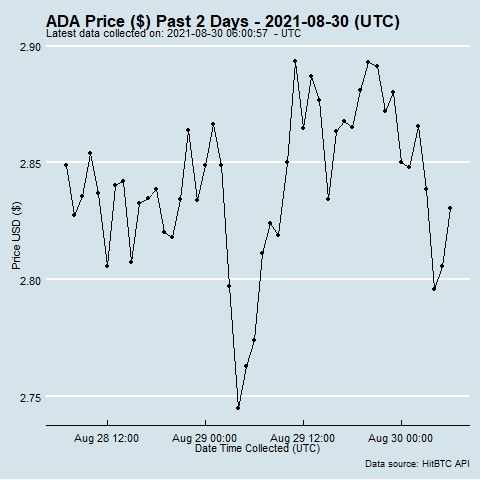 ADA Price ($) Past 2 Days - 2021-08-30 (UTC)
Latest data collected on: 2021-08-30 06:00:57 - UTC
2.90
2.85
2.80
2.75
Price USD ($)
Aug 28 12:00
Aug 29 00:00
Aug 29 12:00
Aug 30 00:00
Date Time Collected (UTC)
Data source: HitBTC API